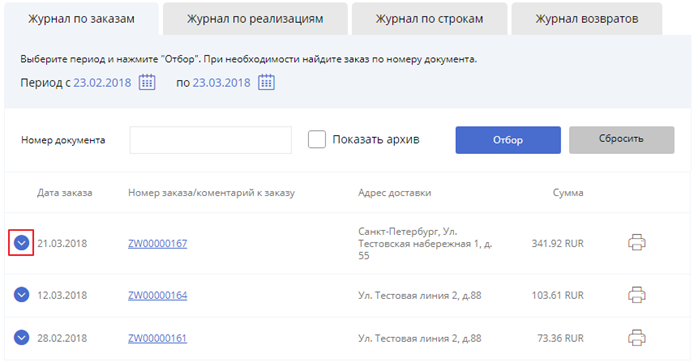 Журнал по заказам Журнал по реализациям Журнал по строкам Журнал возвратов
Выберите период и нажмите "Отбор". При необходимости найдите заказ по номеру документа.
Период с 23.02.2018 по 23.03.2018
Номер документа Показать архив Отбор Сбросить
Дата заказа Номер заказа/коментарий к заказу Адрес доставки Сумма
21.03.2018 ZW00000167 Санкт-Петербург, Ул.
Тестовская набережная 1, д.
55 341.92 RUR
12.03.2018 ZW00000164 Ул. Тестовая линия 2, д.88 103.61 RUR
28.02.2018 ZW00000161 Ул. Тестовая линия 2, д.88 73.36 RUR